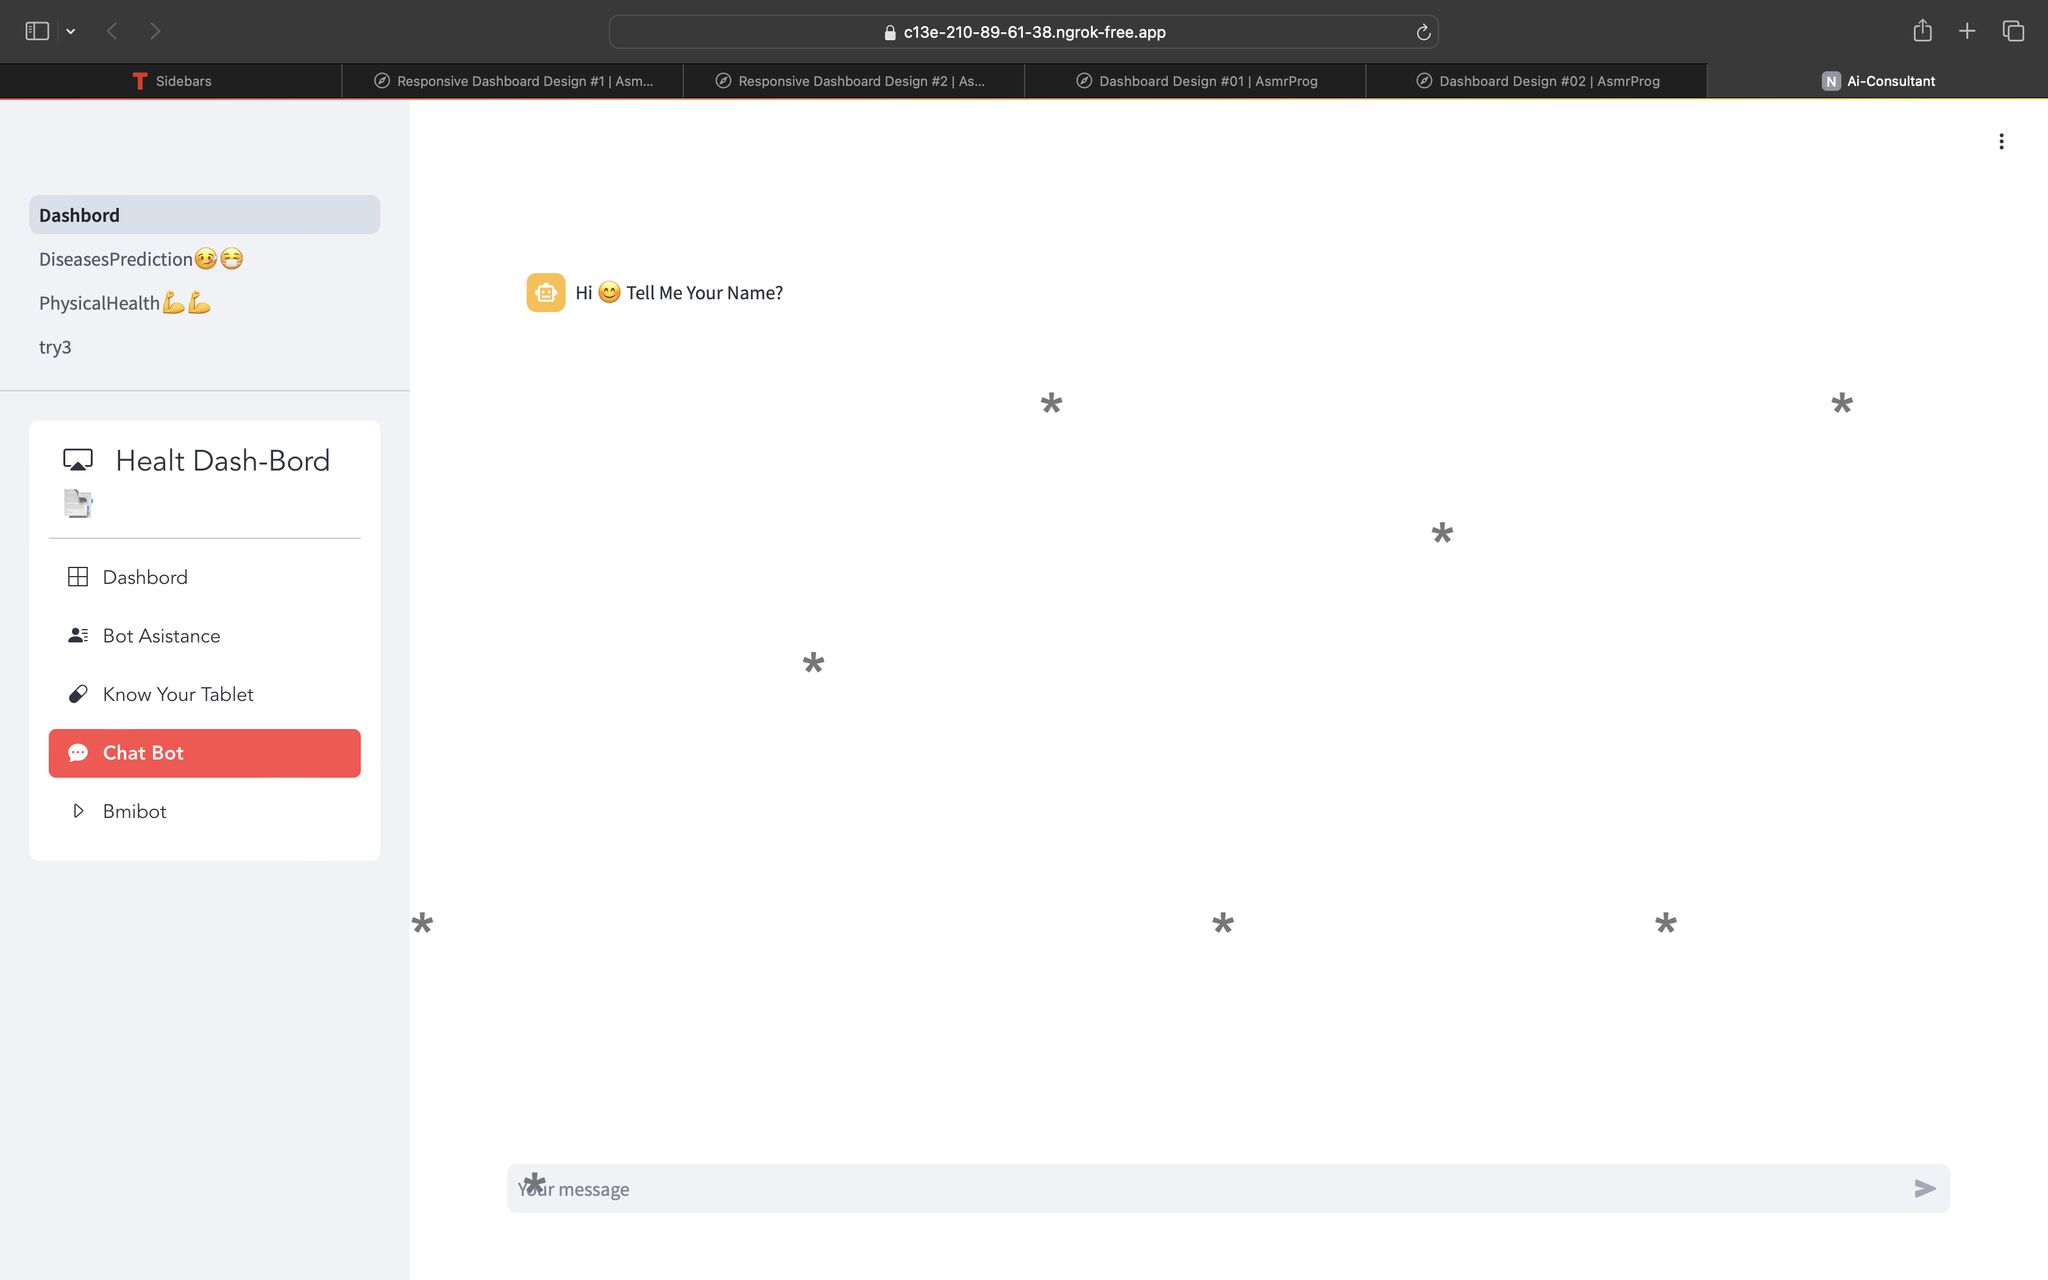 c13e-210-89-61-38.ngrok-free.app
Sidebars
Responsive Dashboard Design #1 | Asm...
Responsive Dashboard Design #2 | As...
Dashboard Design #01 | AsmrProg
Dashboard Design #02 | AsmrProg
N Ai-Consultant
Dashbord
DiseasesPrediction🤒😷
PhysicalHealth💪💪
try3
Healt Dash-Bord
Dashbord
Bot Asistance
Know Your Tablet
Chat Bot
Bmibot
Hi 😊 Tell Me Your Name?
*
*
*
*
*
*
*
*
Your message